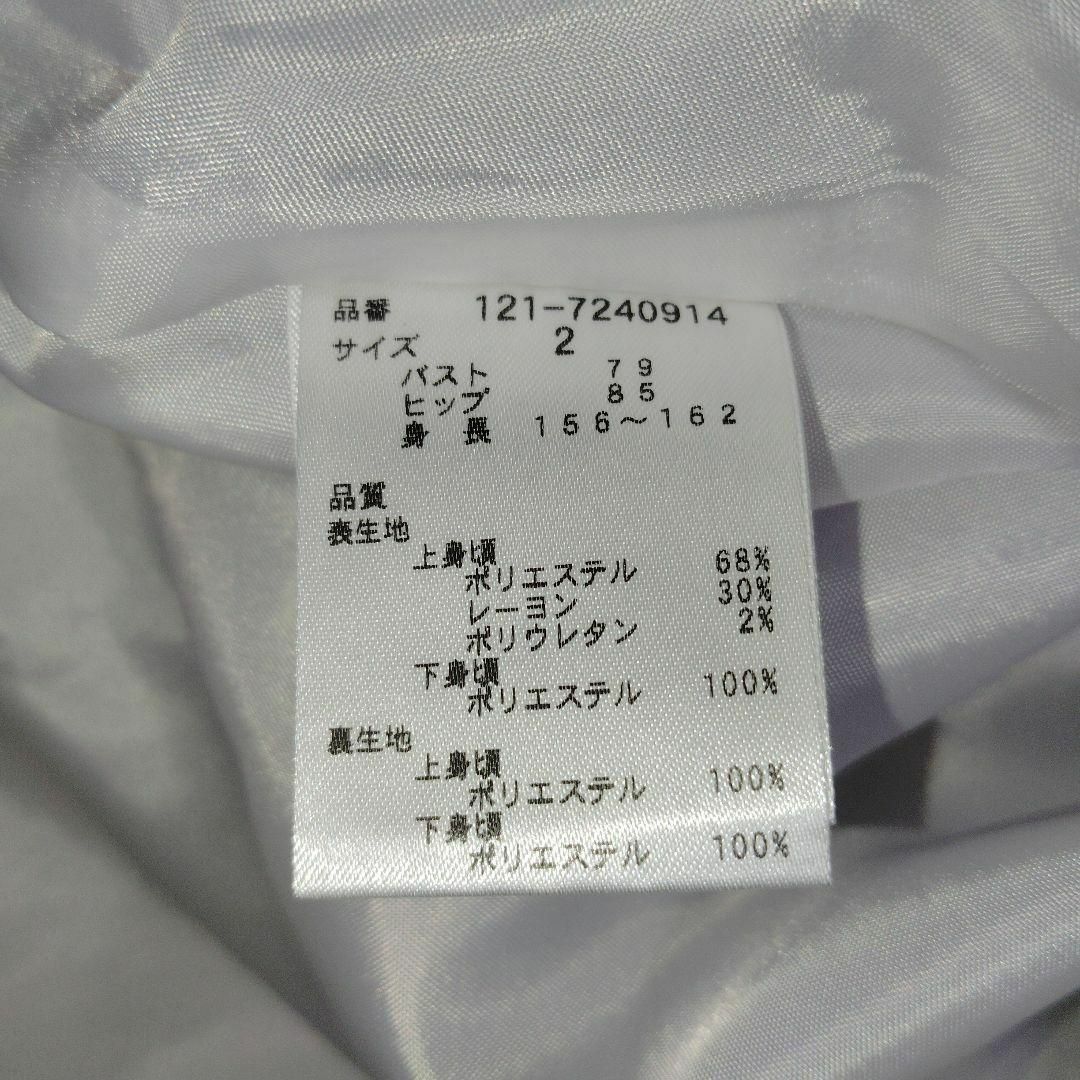 品番 121-7240914
サイズ 2
バスト 79
ヒップ 85
身長 156〜162
品質
表生地
上身頃
ポリエステル 68%
レーヨン 30%
ポリウレタン 2%
下身頃
ポリエステル 100%
裏生地
上身頃
ポリエステル 100%
下身頃
ポリエステル 100%